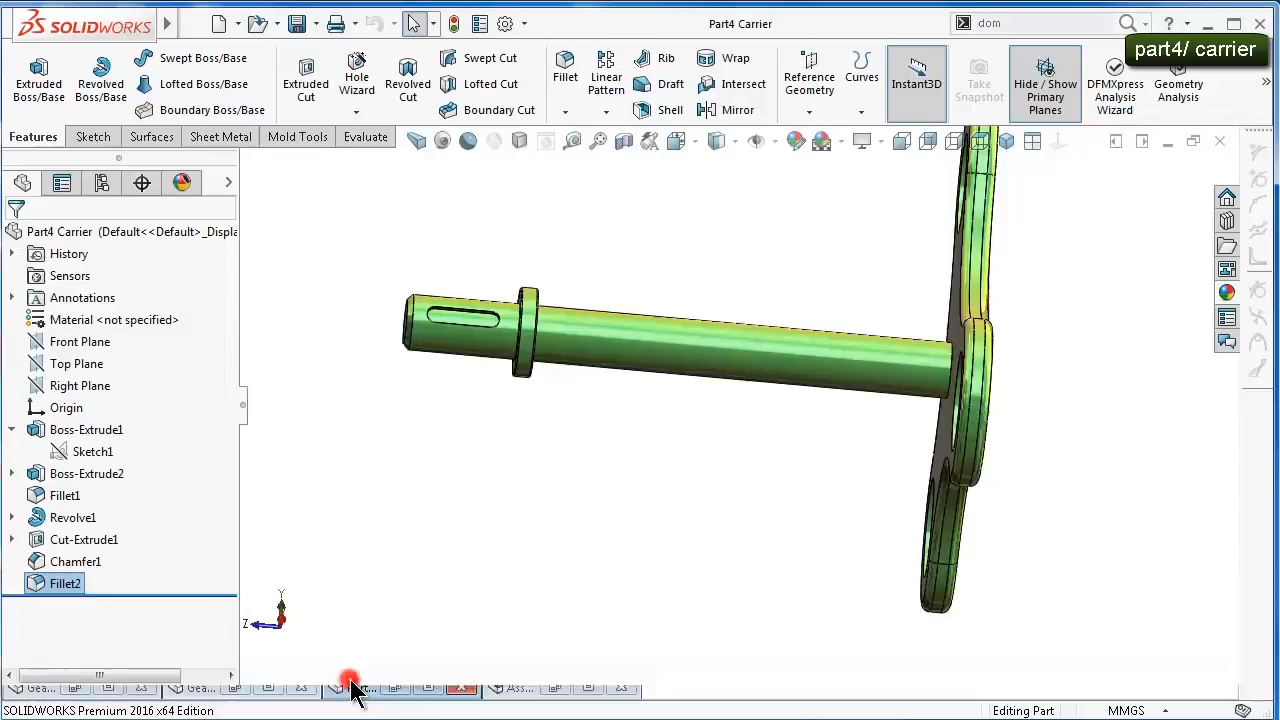 SOLIDWORKS
Part4 Carrier
dom
part4/ carrier
Extruded Boss/Base
Revolved Boss/Base
Swept Boss/Base
Lofted Boss/Base
Boundary Boss/Base
Extruded Cut
Hole Wizard
Revolved Cut
Swept Cut
Lofted Cut
Boundary Cut
Fillet
Linear Pattern
Rib
Draft
Shell
Wrap
Intersect
Mirror
Reference Geometry
Curves
Instant3D
Take Snapshot
Hide / Show Primary Planes
DFMXpress Analysis Wizard
Geometry Analysis
Features
Sketch
Surfaces
Sheet Metal
Mold Tools
Evaluate
Part4 Carrier (Default<<Default>_Displa
History
Sensors
Annotations
Material <not specified>
Front Plane
Top Plane
Right Plane
Origin
Boss-Extrude1
Sketch1
Boss-Extrude2
Fillet1
Revolve1
Cut-Extrude1
Chamfer1
Fillet2
Y
Z
Gea...
Gea...
Ass...
SOLIDWORKS Premium 2016 x64 Edition
Editing Part
MMGS